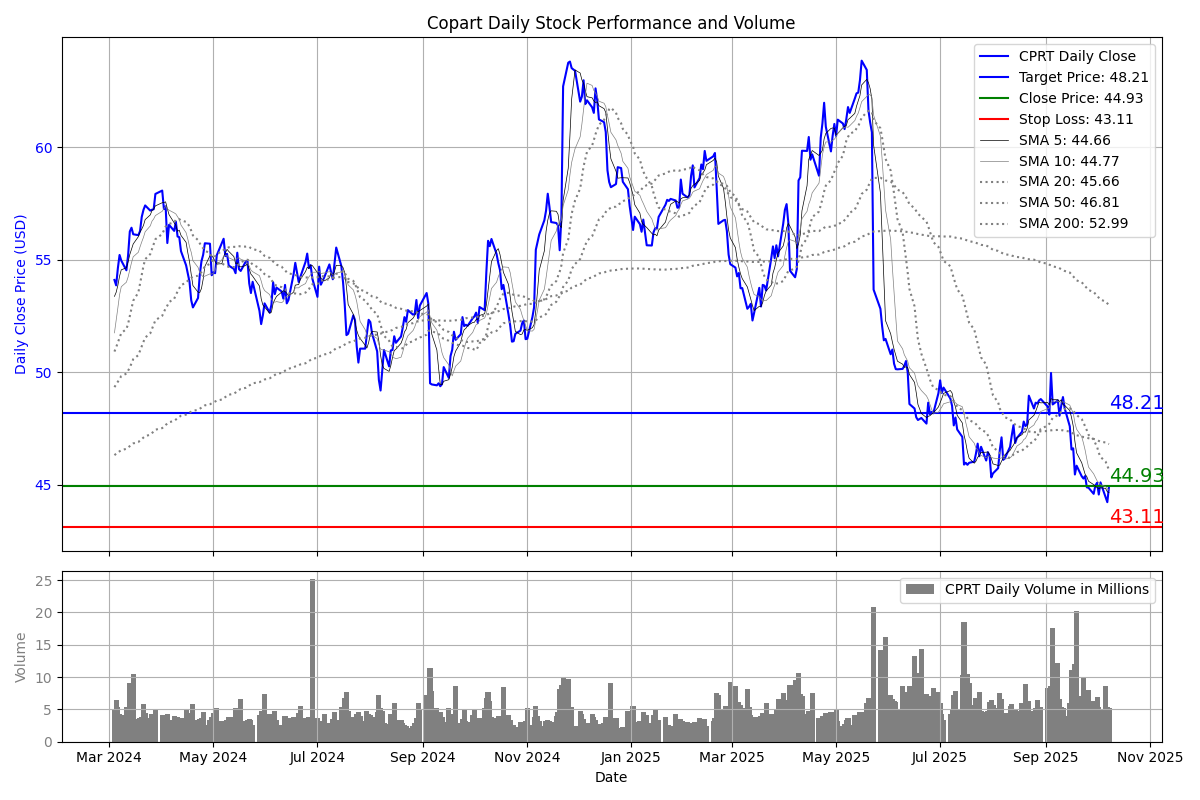 Copart Daily Stock Performance and Volume
Daily Close Price (USD)
60
55
50
45
CPRT Daily Close
Target Price: 48.21
Close Price: 44.93
Stop Loss: 43.11
SMA 5: 44.66
SMA 10: 44.77
SMA 20: 45.66
SMA 50: 46.81
SMA 200: 52.99
48.21
44.93
43.11
Volume
25
20
15
10
5
0
CPRT Daily Volume in Millions
Mar 2024 May 2024 Jul 2024 Sep 2024 Nov 2024 Jan 2025 Mar 2025 May 2025 Jul 2025 Sep 2025 Nov 2025
Date